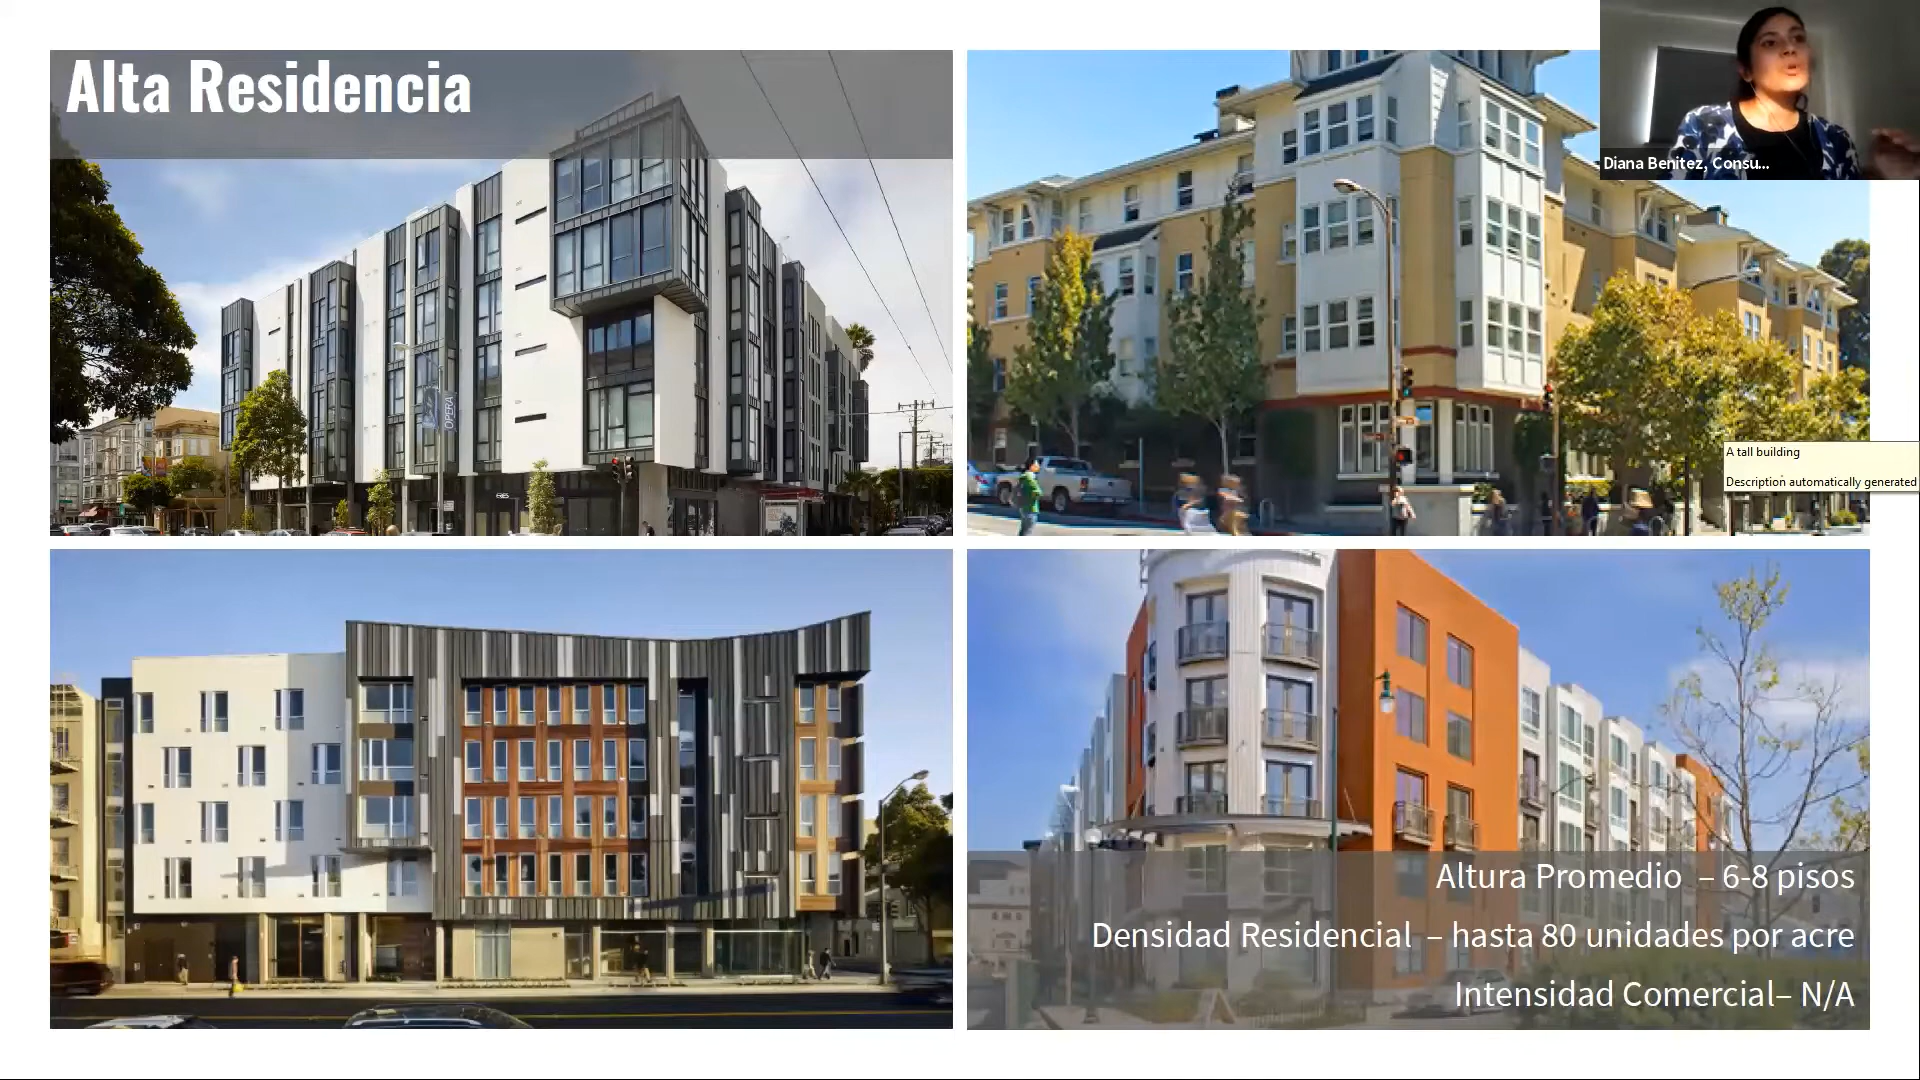 Alta Residencia
Diana Benitez, Consu...
OPERA
A tall building
Description automatically generated
Altura Promedio – 6-8 pisos
Densidad Residencial – hasta 80 unidades por acre
Intensidad Comercial– N/A